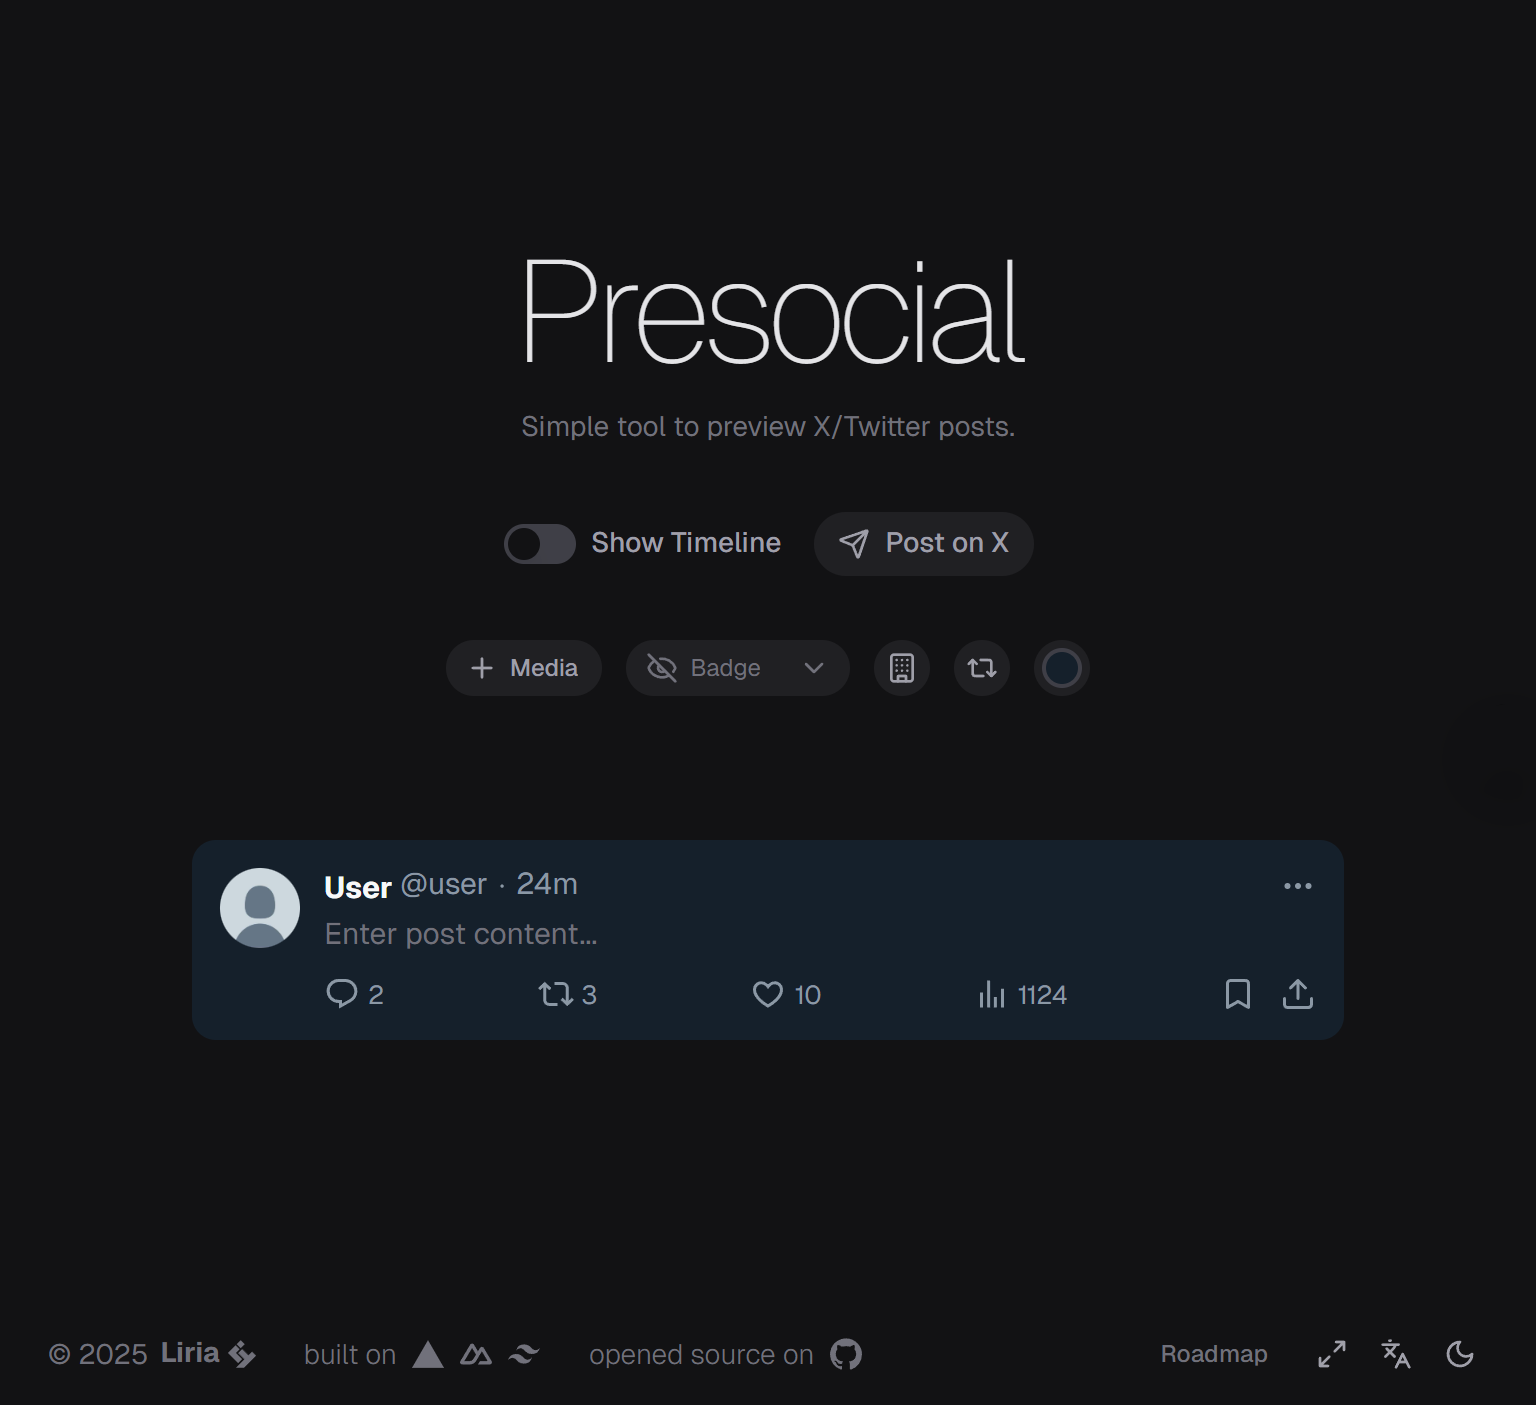 Presocial
Simple tool to preview X/Twitter posts.
Show Timeline
Post on X
Media
Badge
User @user · 24m
Enter post content...
2
3
10
1124
© 2025 Liria
built on
opened source on
Roadmap